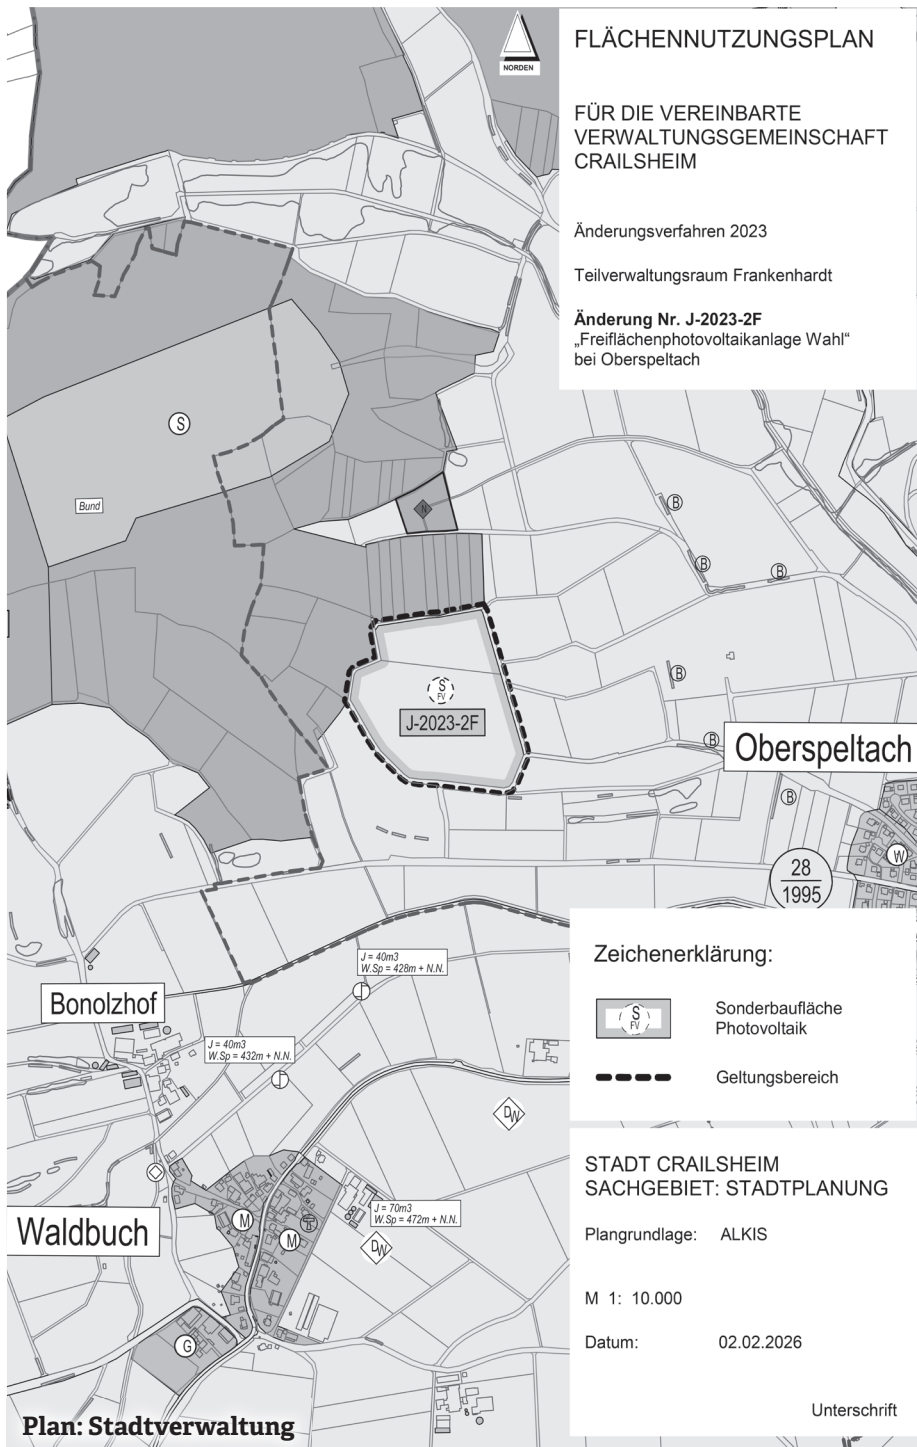 NORDEN
FLÄCHENNUTZUNGSPLAN
FÜR DIE VEREINBARTE
VERWALTUNGSGEMEINSCHAFT
CRAILSHEIM
Änderungsverfahren 2023
Teilverwaltungsraum Frankenhardt
Änderung Nr. J-2023-2F
„Freiflächenphotovoltaikanlage Wahl“
bei Oberspeltach
S
Bund
N
B
B
B
B
S
FV
J-2023-2F
B
Oberspeltach
B
W
28
1995
J = 40m3
W.Sp = 428m + N.N.
Bonolzhof
J = 40m3
W.Sp = 432m + N.N.
Zeichenerklärung:
S
FV
Sonderbaufläche
Photovoltaik
Geltungsbereich
DW
Waldbuch
M
M
J = 70m3
W.Sp = 472m + N.N.
DW
G
STADT CRAILSHEIM
SACHGEBIET: STADTPLANUNG
Plangrundlage: ALKIS
M 1: 10.000
Datum: 02.02.2026
Unterschrift
Plan: Stadtverwaltung